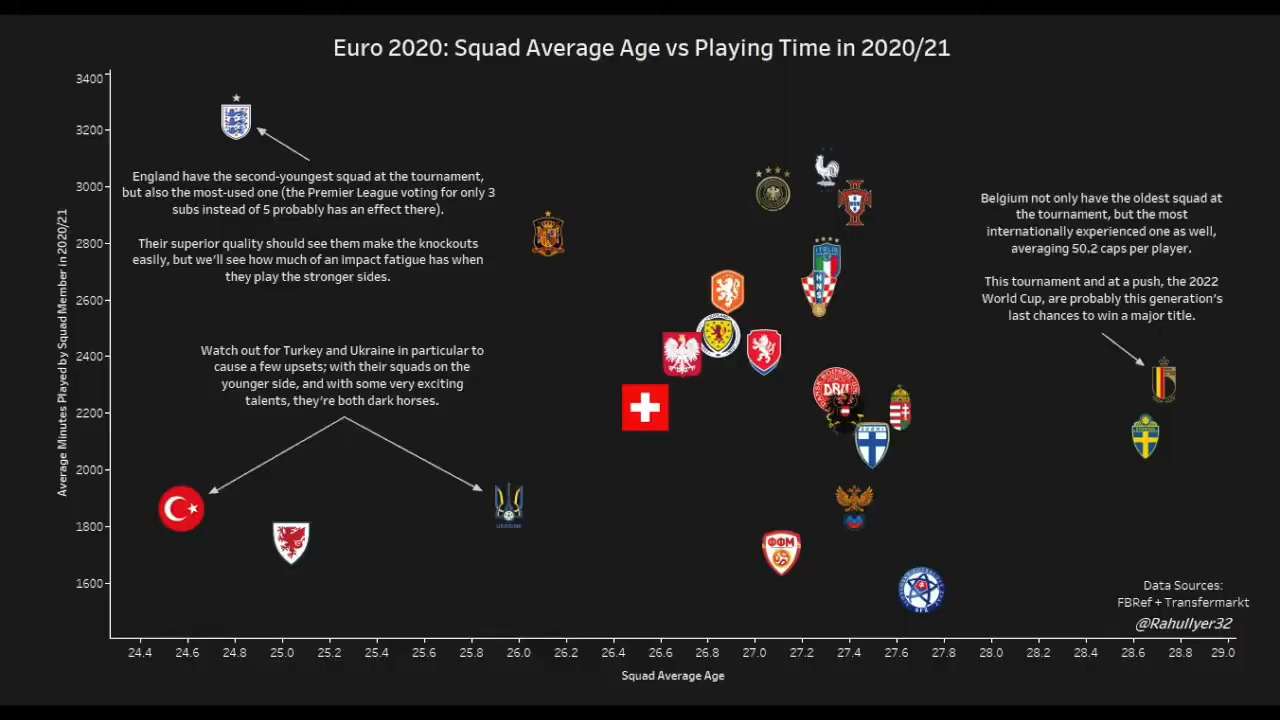 Euro 2020: Squad Average Age vs Playing Time in 2020/21
3400
3200
3000
2800
2600
2400
2200
2000
1800
1600
Average Minutes Played by Squad Member in 2020/21
England have the second-youngest squad at the tournament,
but also the most-used one (the Premier League voting for only 3
subs instead of 5 probably has an effect there).
Their superior quality should see them make the knockouts
easily, but we'll see how much of an impact fatigue has when
they play the stronger sides.
Watch out for Turkey and Ukraine in particular to
cause a few upsets; with their squads on the
younger side, and with some very exciting
talents, they're both dark horses.
Belgium not only have the oldest squad at
the tournament, but the most
internationally experienced one as well,
averaging 50.2 caps per player.
This tournament and at a push, the 2022
World Cup, are probably this generation's
last chances to win a major title.
ITALIA
HNS
DBU
SUOMI
UKRAINE
ФФМ
Data Sources:
FBRef + Transfermarkt
@RahulIyer32
24.4 24.6 24.8 25.0 25.2 25.4 25.6 25.8 26.0 26.2 26.4 26.6 26.8 27.0 27.2 27.4 27.6 27.8 28.0 28.2 28.4 28.6 28.8 29.0
Squad Average Age